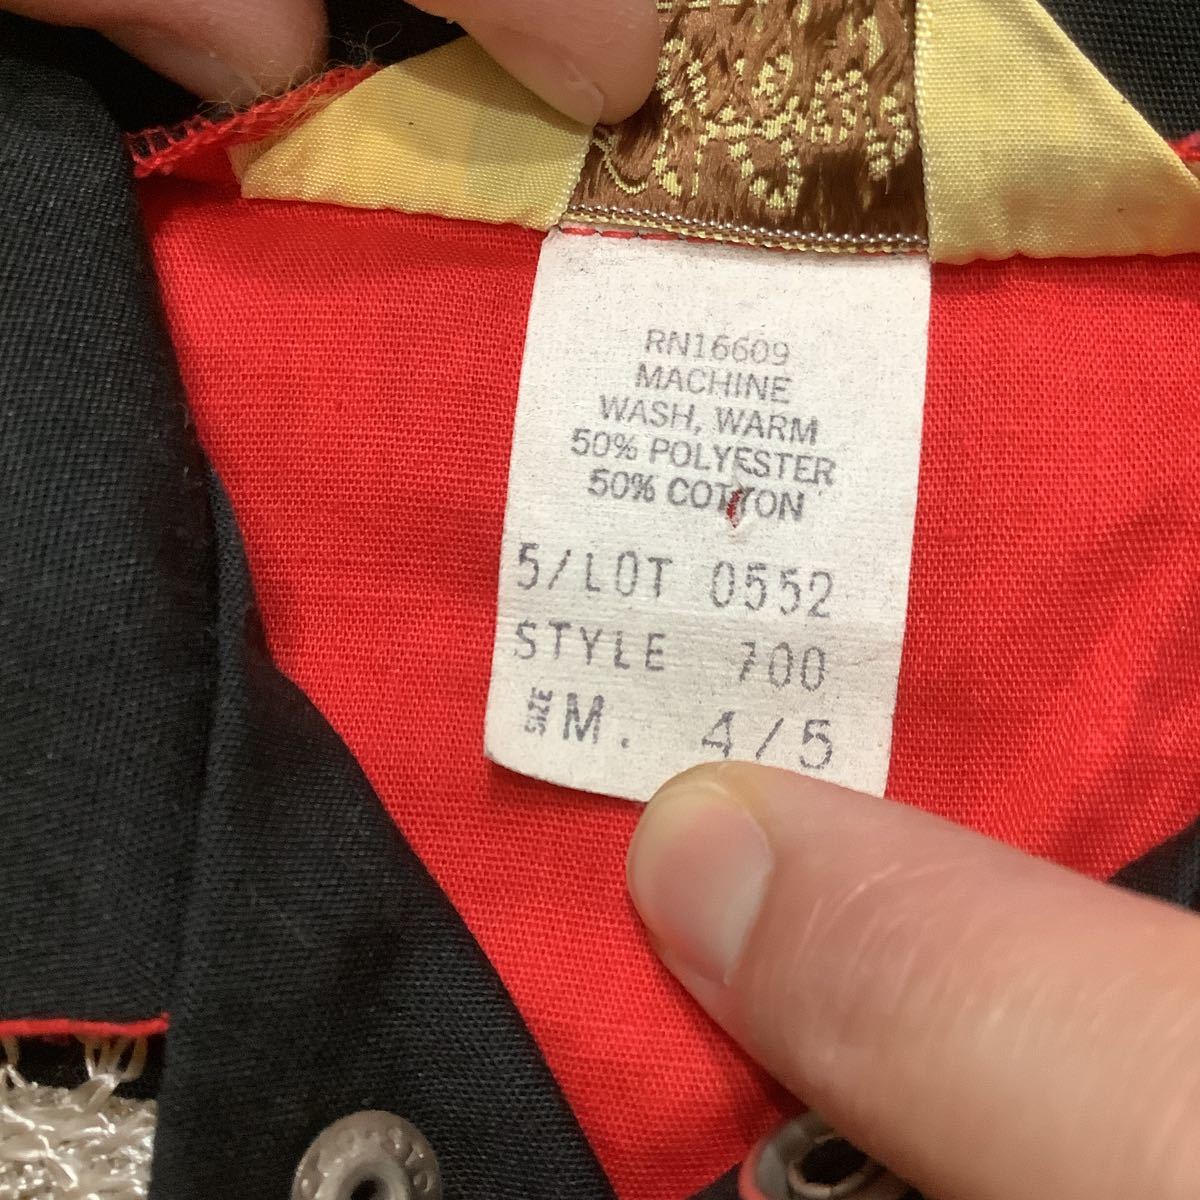 RN16609
MACHINE
WASH, WARM
50% POLYESTER
50% COTTON
5/LOT 0552
STYLE 700
SIZE M. 4/5